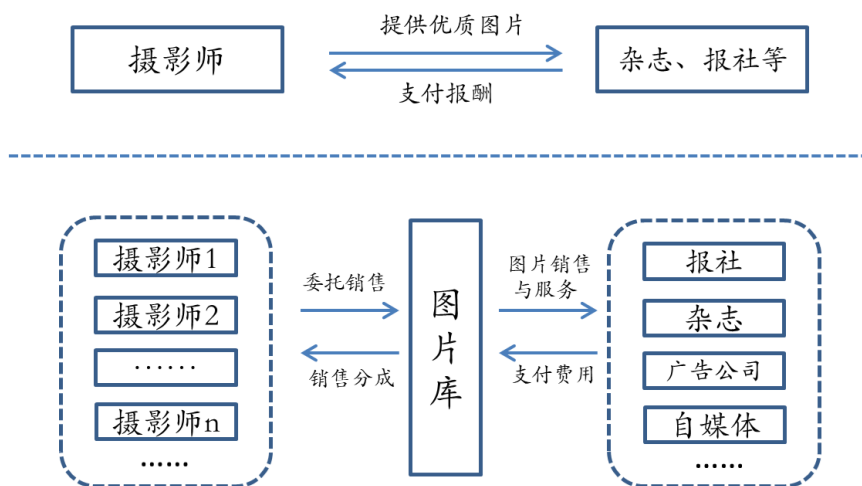 摄影师
提供优质图片
支付报酬
杂志、报社等
摄影师1
摄影师2
……
摄影师n
……
委托销售
销售分成
图片库
图片销售
与服务
支付费用
报社
杂志
广告公司
自媒体
……